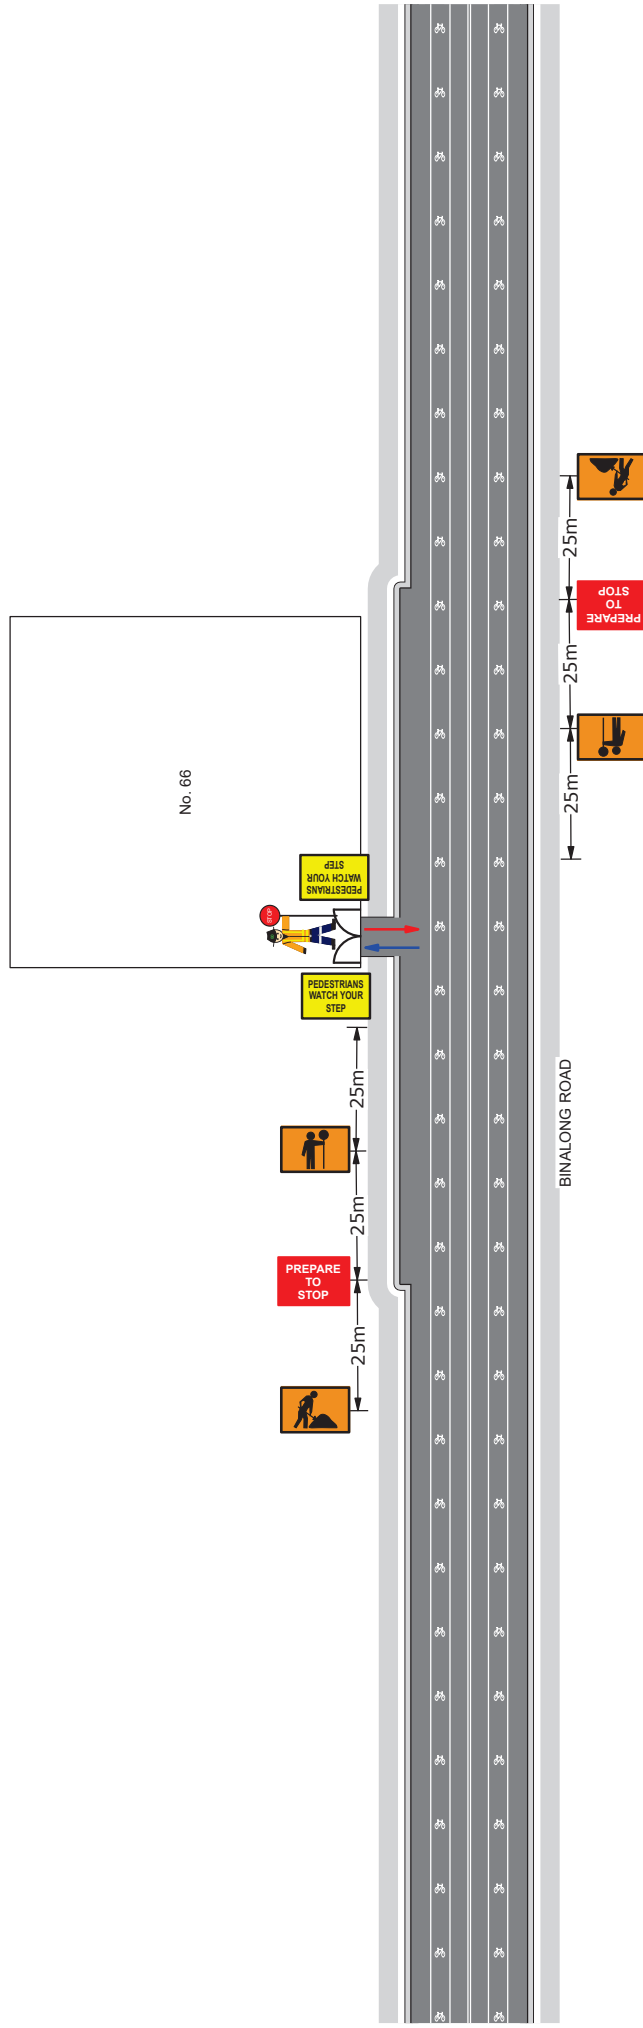 25m
PREPARE
TO
STOP
25m
No. 66
25m
PEDESTRIANS
WATCH YOUR
STEP
STOP
PEDESTRIANS
WATCH YOUR
STEP
25m
BINALONG ROAD
25m
PREPARE
TO
STOP
25m